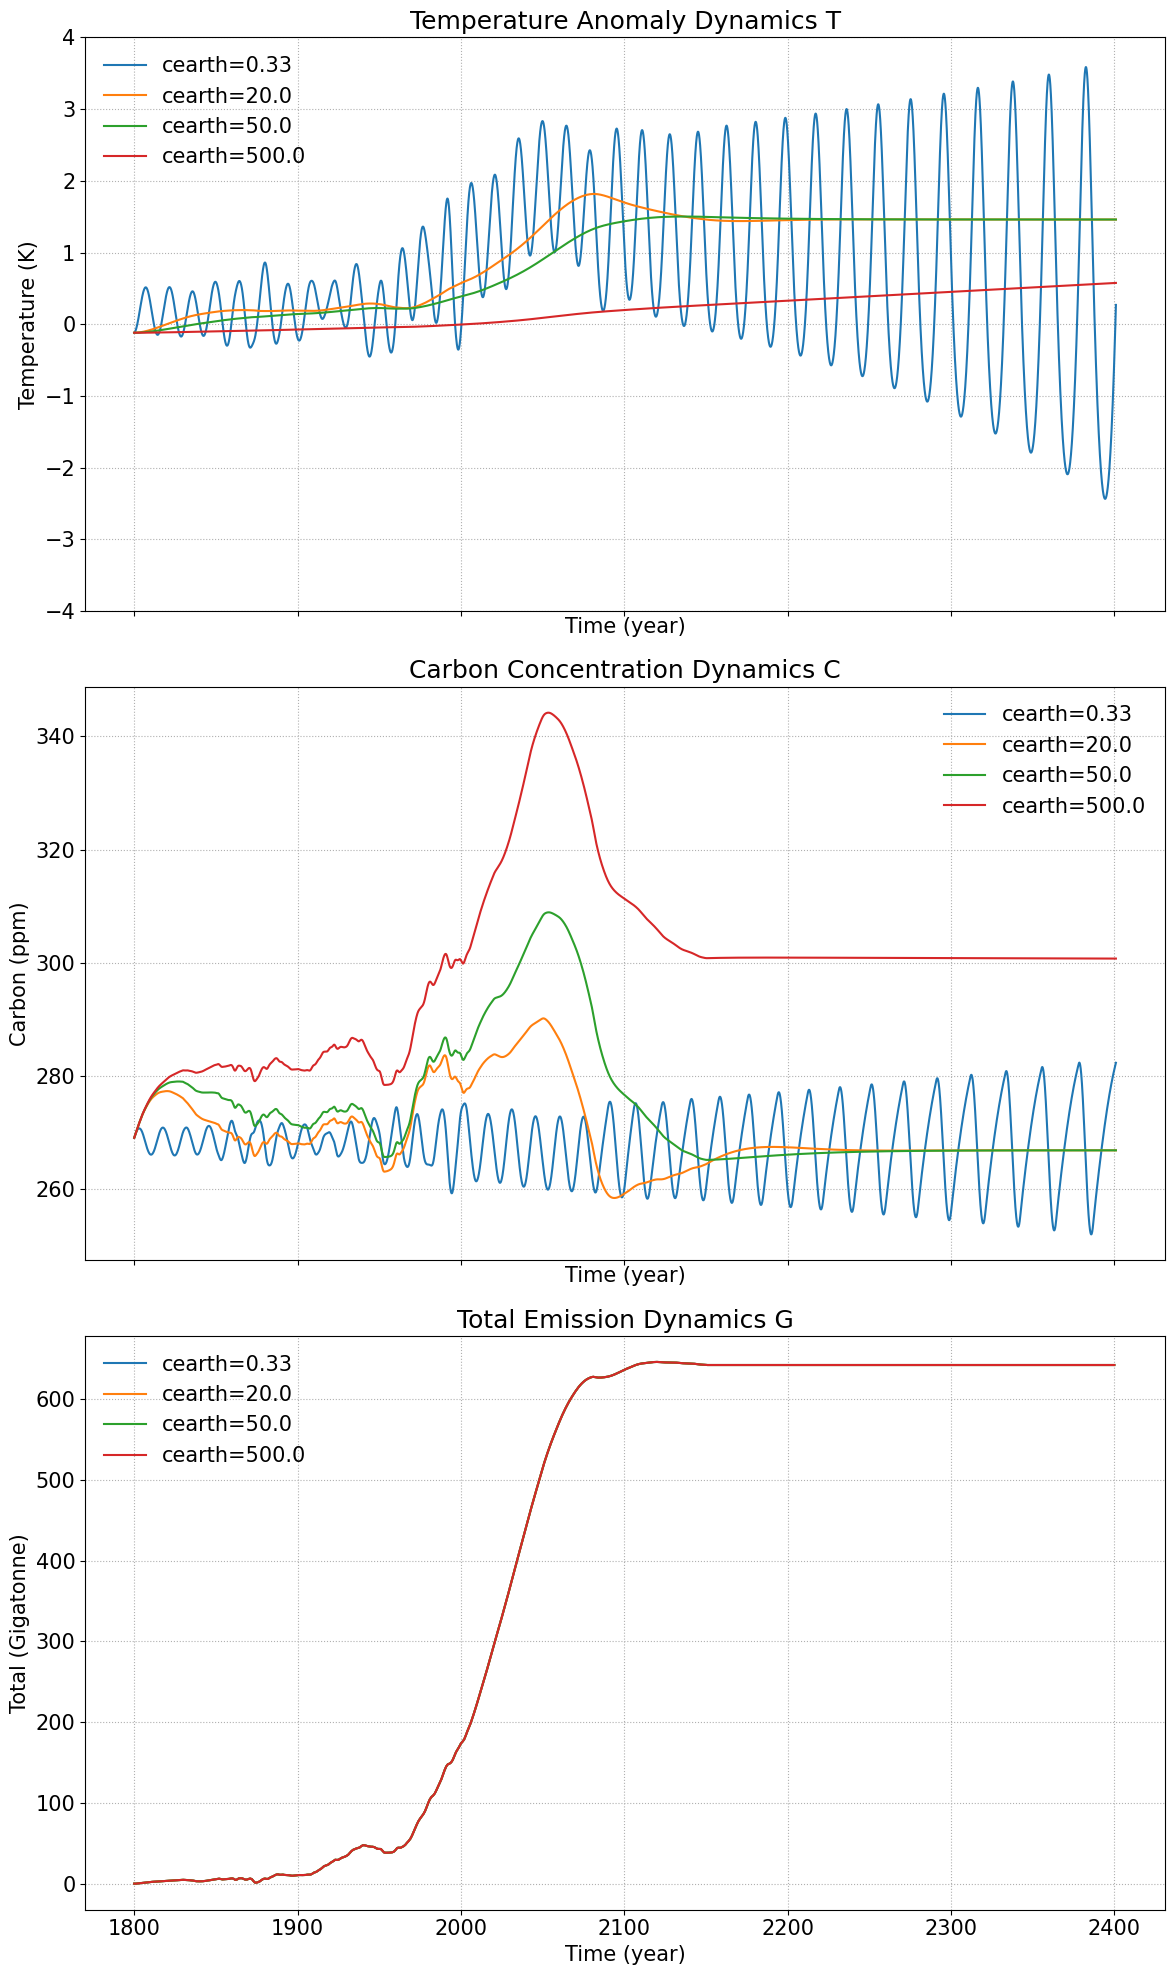 Temperature Anomaly Dynamics T
cearth=0.33
cearth=20.0
cearth=50.0
cearth=500.0
4
3
2
1
0
−1
−2
−3
−4
Temperature (K)
Time (year)
Carbon Concentration Dynamics C
cearth=0.33
cearth=20.0
cearth=50.0
cearth=500.0
340
320
300
280
260
Carbon (ppm)
Time (year)
Total Emission Dynamics G
cearth=0.33
cearth=20.0
cearth=50.0
cearth=500.0
600
500
400
300
200
100
0
Total (Gigatonne)
1800 1900 2000 2100 2200 2300 2400
Time (year)